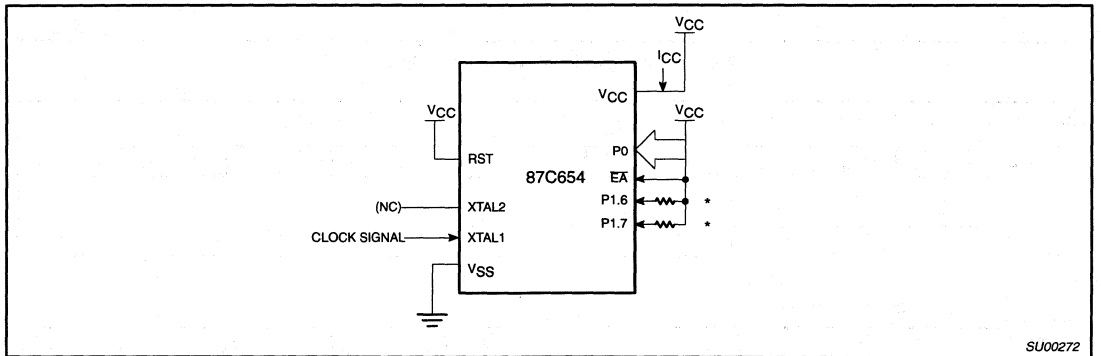 VCC
ICC
VCC
VCC
VCC
P0
RST
87C654
EA
P1.6 *
(NC)
XTAL2
P1.7 *
CLOCK SIGNAL
XTAL1
VSS
SU00272